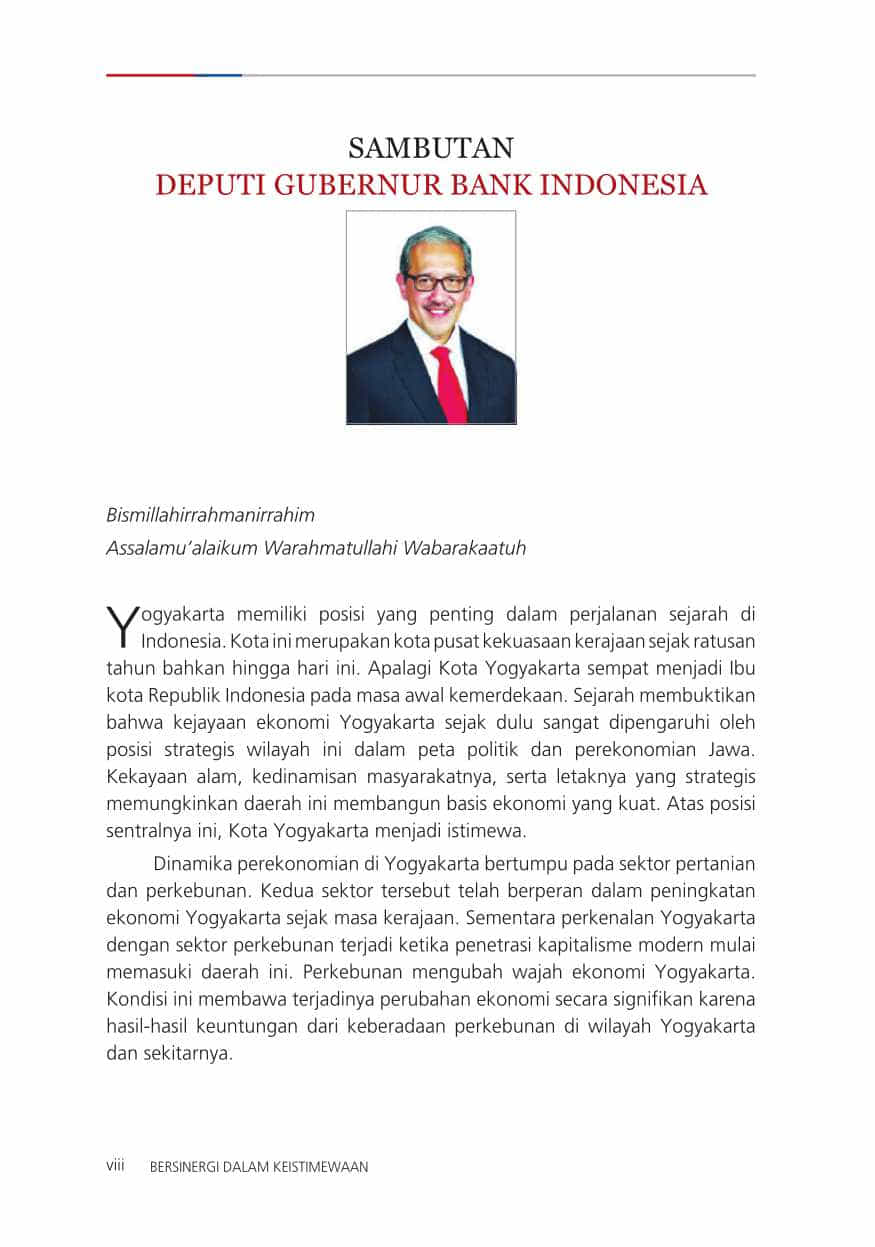 SAMBUTAN
DEPUTI GUBERNUR BANK INDONESIA
Bismillahirrahmanirrahim
Assalamu’alaikum Warahmatullahi Wabarakaatuh
Yogyakarta memiliki posisi yang penting dalam perjalanan sejarah di
Indonesia. Kota ini merupakan kota pusat kekuasaan kerajaan sejak ratusan
tahun bahkan hingga hari ini. Apalagi Kota Yogyakarta sempat menjadi Ibu
kota Republik Indonesia pada masa awal kemerdekaan. Sejarah membuktikan
bahwa kejayaan ekonomi Yogyakarta sejak dulu sangat dipengaruhi oleh
posisi strategis wilayah ini dalam peta politik dan perekonomian Jawa.
Kekayaan alam, kedinamisan masyarakatnya, serta letaknya yang strategis
memungkinkan daerah ini membangun basis ekonomi yang kuat. Atas posisi
sentralnya ini, Kota Yogyakarta menjadi istimewa.
Dinamika perekonomian di Yogyakarta bertumpu pada sektor pertanian
dan perkebunan. Kedua sektor tersebut telah berperan dalam peningkatan
ekonomi Yogyakarta sejak masa kerajaan. Sementara perkenalan Yogyakarta
dengan sektor perkebunan terjadi ketika penetrasi kapitalisme modern mulai
memasuki daerah ini. Perkebunan mengubah wajah ekonomi Yogyakarta.
Kondisi ini membawa terjadinya perubahan ekonomi secara signifikan karena
hasil-hasil keuntungan dari keberadaan perkebunan di wilayah Yogyakarta
dan sekitarnya.
viii BERSINERGI DALAM KEISTIMEWAAN